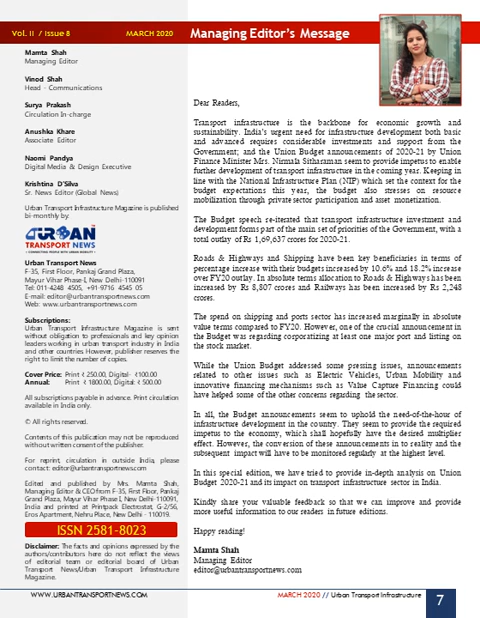 Vol. II / Issue 8 MARCH 2020
Managing Editor's Message
Mamta Shah
Managing Editor
Vinod Shah
Head - Communications
Surya Prakash
Circulation In-charge
Anushka Khare
Associate Editor
Naomi Pandya
Digital Media & Design Executive
Krishtina D'Silva
Sr. News Editor (Global News)
Urban Transport Infrastructure Magazine is published
bi-monthly by:
URBAN
TRANSPORT NEWS
Urban Transport News
F-35, First Floor, Pankaj Grand Plaza,
Mayur Vihar Phase-I, New Delhi-110091
Tel: 011-4248 4505, +91-9716 4545 05
E-mail: editor@urbantransportnews.com
Web: www.urbantransportnews.com
Subscriptions:
Urban Transport Infrastructure Magazine is sent
without obligation to professionals and key opinion
leaders working in urban transport industry in India
and other countries. However, publisher reserves the
right to limit the number of copies.
Cover Price: Print ₹ 250.00, Digital- ₹100.00
Annual: Print ₹ 1800.00, Digital: ₹ 500.00
All subscriptions payable in advance. Print circulation
available in India only.
© All rights reserved.
Contents of this publication may not be reproduced
without written consent of the publisher.
For reprint, circulation in outside India, please
contact: editor@urbantransportnews.com
Edited and published by Mrs. Mamta Shah,
Managing Editor & CEO from F-35, First Floor, Pankaj
Grand Plaza, Mayur Vihar Phase I, New Delhi-110091,
India and printed at Printpack Electrostat, G-2/56,
Eros Apartment, Nehru Place, New Delhi - 110019.
ISSN 2581-8023
Disclaimer: The facts and opinions expressed by the
authors/contributors here do not reflect the views
of editorial team or editorial board of Urban
Transport News/Urban Transport Infrastructure
Magazine.
Dear Readers,
Transport infrastructure is the backbone for economic growth and
sustainability. India's urgent need for infrastructure development both basic
and advanced requires considerable investments and support from the
Government; and the Union Budget announcements of 2020-21 by Union
Finance Minister Mrs. Nirmala Sitharaman seem to provide impetus to enable
further development of transport infrastructure in the coming year. Keeping in
line with the National Infrastructure Plan (NIP) which set the context for the
budget expectations this year, the budget also stresses on resource
mobilization through private sector participation and asset monetization.
The Budget speech re-iterated that transport infrastructure investment and
development forms part of the main set of priorities of the Government, with a
total outlay of Rs 1,69,637 crores for 2020-21.
Roads & Highways and Shipping have been key beneficiaries in terms of
percentage increase with their budgets increased by 10.6% and 18.2% increase
over FY20 outlay. In absolute terms allocation to Roads & Highways has been
increased by Rs 8,807 crores and Railways has been increased by Rs 2,248
crores.
The spend on shipping and ports sector has increased marginally in absolute
value terms compared to FY20. However, one of the crucial announcement in
the Budget was regarding corporatizing at least one major port and listing on
the stock market.
While the Union Budget addressed some pressing issues, announcements
related to other issues such as Electric Vehicles, Urban Mobility and
innovative financing mechanisms such as Value Capture Financing could
have helped some of the other concerns regarding the sector.
In all, the Budget announcements seem to uphold the need-of-the-hour of
infrastructure development in the country. They seem to provide the required
impetus to the economy, which shall hopefully have the desired multiplier
effect. However, the conversion of these announcements in to reality and the
subsequent impact will have to be monitored regularly at the highest level.
In this special edition, we have tried to provide in-depth analysis on Union
Budget 2020-21 and its impact on transport infrastructure sector in India.
Kindly share your valuable feedback so that we can improve and provide
more useful information to our readers in future editions.
Happy reading!
Mamta Shah
Managing Editor
editor@urbantransportnews.com
WWW.URBANTRANSPORTNEWS.COM
MARCH 2020 // Urban Transport Infrastructure
7